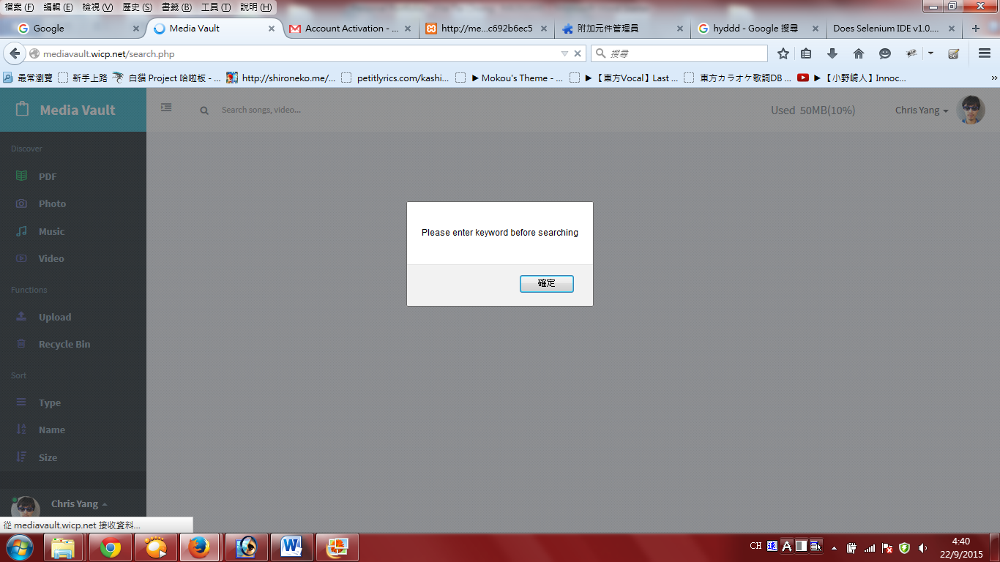 檔案 (F) 編輯 (E) 檢視 (V) 歷史 (S) 書籤 (B) 工具 (T) 說明 (H)
Google
Media Vault
Account Activation - ...
http://me...c692b6ec5
附加元件管理員
hyddd - Google 搜尋
Does Selenium IDE v1.0....
mediavault.wicp.net/search.php
搜尋
最常瀏覽
新手上路
白貓 Project 哈啦板 - ...
http://shironeko.me/...
petitlyrics.com/kashi...
▶ Mokou's Theme - ...
▶ 【東方Vocal】Last ...
東方カラオケ歌詞DB ...
▶ 【小野崎人】Innoc...
»
Media Vault
Search songs, video...
Used 50MB(10%)
Chris Yang
Discover
PDF
Photo
Music
Video
Functions
Upload
Recycle Bin
Sort
Type
Name
Size
Chris Yang
Please enter keyword before searching
確定
從 mediavault.wicp.net 接收資料...
CH
4:40
22/9/2015